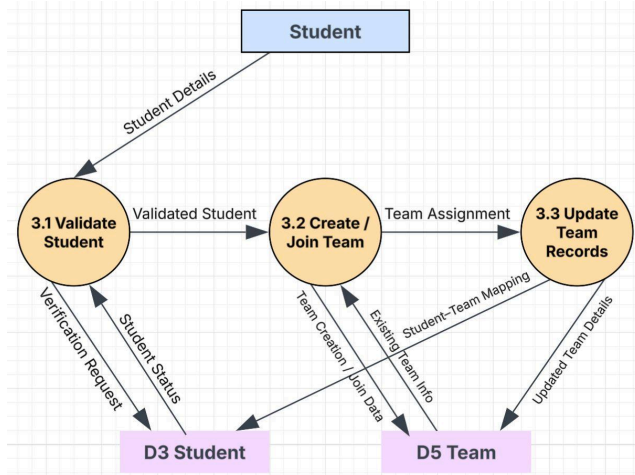 Student
Student Details
3.1 Validate
Student
Validated Student
3.2 Create /
Join Team
Team Assignment
3.3 Update
Team
Records
Verification Request
Student Status
Team Creation / Join Data
Existing Team Info
Student–Team Mapping
Updated Team Details
D3 Student
D5 Team